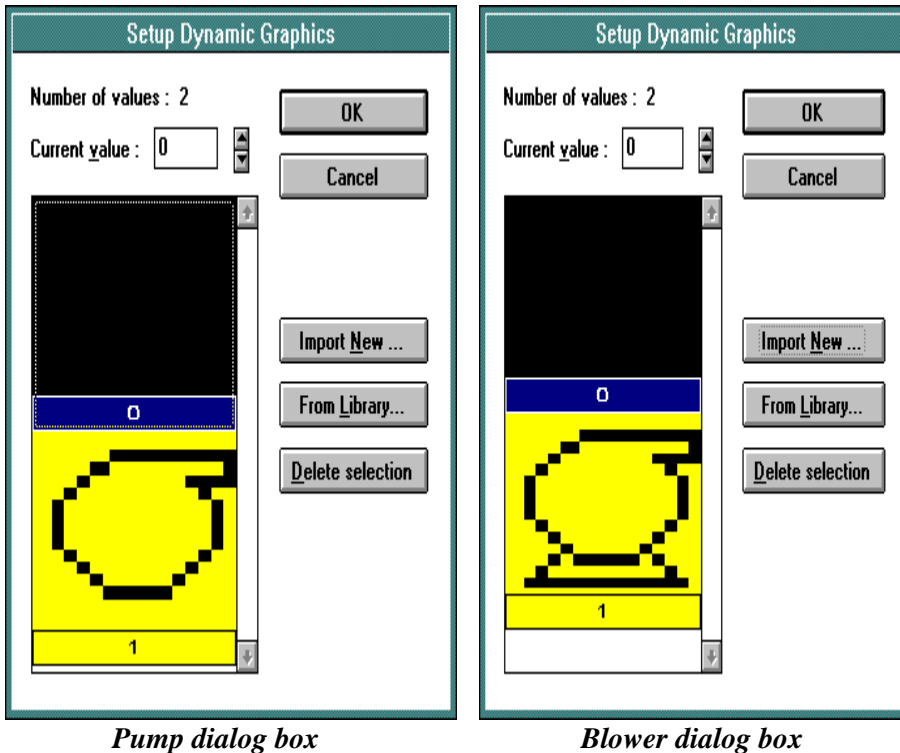 Setup Dynamic Graphics
Number of values : 2
OK
Current value : 0
Cancel
0
Import New ...
From Library...
Delete selection
1
Pump dialog box
Setup Dynamic Graphics
Number of values : 2
OK
Current value : 0
Cancel
0
Import New ...
From Library...
Delete selection
1
Blower dialog box